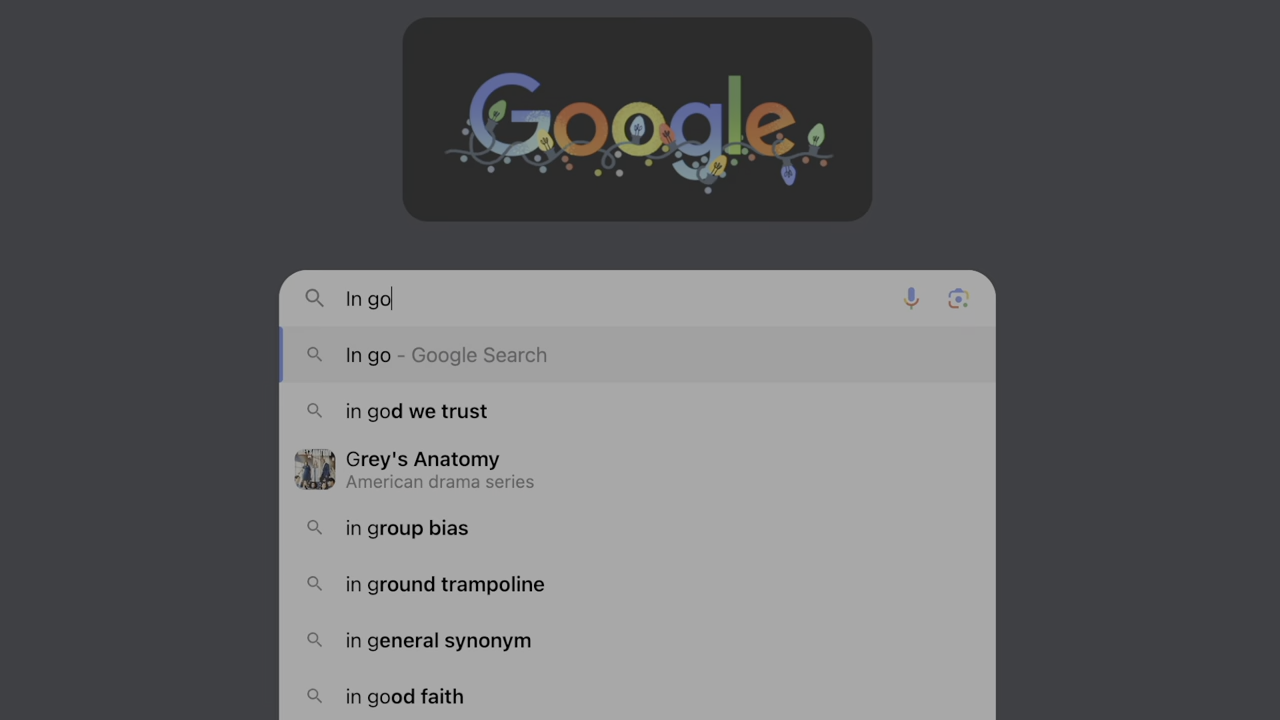 Google
In go
In go - Google Search
in god we trust
Grey's Anatomy
American drama series
in group bias
in ground trampoline
in general synonym
in good faith